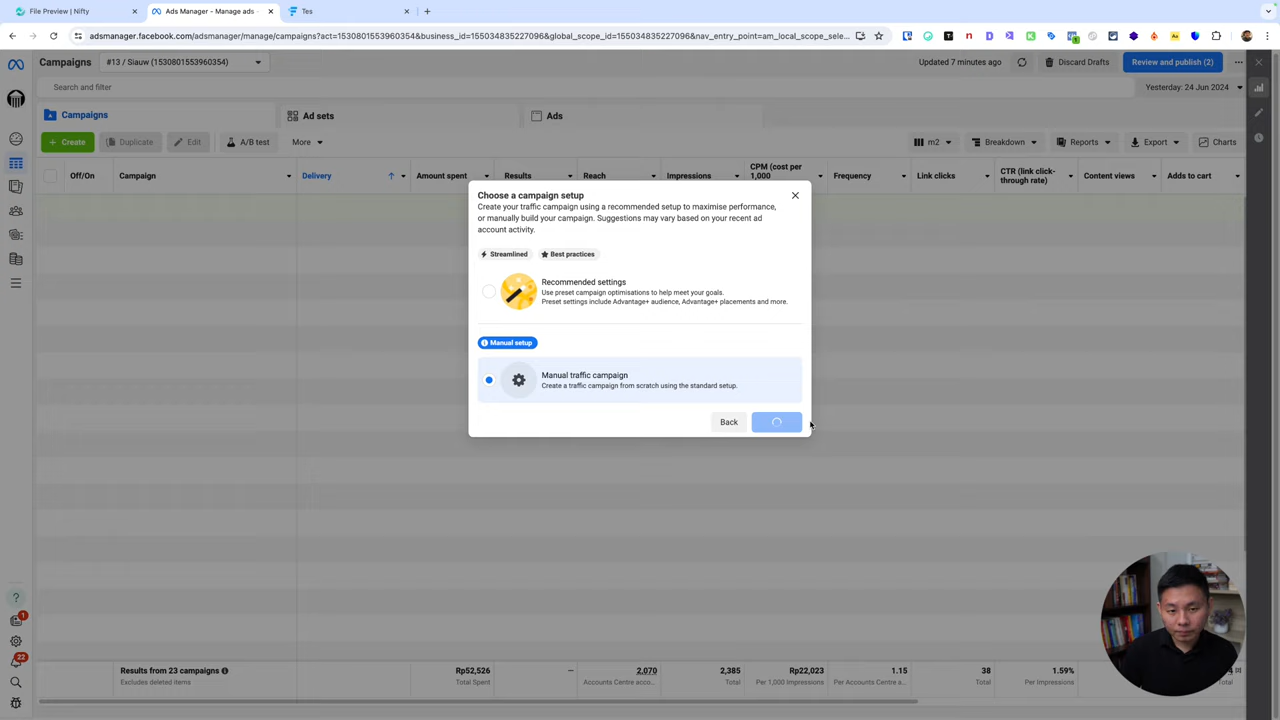 File Preview | Nifty
Ads Manager - Manage ads
Tes
adsmanager.facebook.com/adsmanager/manage/campaigns?act=1530801553960354&business_id=155034835227096&global_scope_id=155034835227096&nav_entry_point=am_local_scope_sele...
Campaigns
#13 / Siauw (1530801553960354)
Updated 7 minutes ago
Discard Drafts
Review and publish (2)
Search and filter
Yesterday: 24 Jun 2024
Campaigns
Ad sets
Ads
+ Create
Duplicate
Edit
A/B test
More
m2
Breakdown
Reports
Export
Charts
Off/On
Campaign
Delivery
Amount spent
Results
Reach
Impressions
CPM (cost per
1,000
Frequency
Link clicks
CTR (link click-
through rate)
Content views
Adds to cart
Choose a campaign setup
Create your traffic campaign using a recommended setup to maximise performance,
or manually build your campaign. Suggestions may vary based on your recent ad
account activity.
Streamlined
Best practices
Recommended settings
Use preset campaign optimisations to help meet your goals.
Preset settings include Advantage+ audience, Advantage+ placements and more.
Manual setup
Manual traffic campaign
Create a traffic campaign from scratch using the standard setup.
Back
1
22
Results from 23 campaigns
Excludes deleted items
Rp52,526
Total Spent
—
2,070
Accounts Centre acco...
2,385
Total
Rp22,023
Per 1,000 Impressions
1.15
Per Accounts Centre a...
38
Total
1.59%
Per Impressions
Total